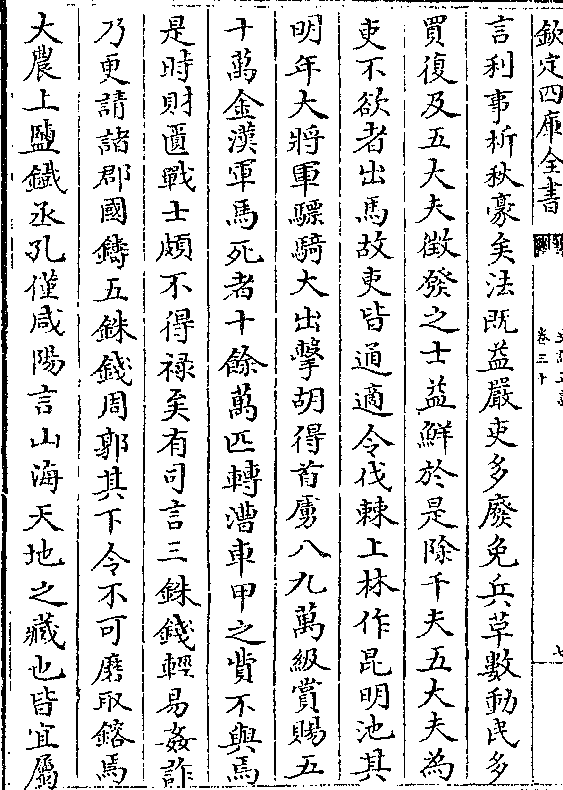 欽定四庫全書
卷三十
七
言利事析秋豪矣法既益嚴吏多廢免兵革數動民多
買復及五大夫徵發之士益鮮於是除千夫五大夫為
吏不欲者出馬故吏皆通適令伐棘上林作昆明池其
明年大將軍驃騎大出擊胡得首虜八九萬級賞賜五
十萬金漢軍馬死者十餘萬匹轉漕車甲之費不與焉
是時財匱戰士頗不得祿矣有司言三銖錢輕易姦詐
乃更請諸郡國鑄五銖錢周郭其下令不可磨取鎔焉
大農上鹽鐵丞孔僅咸陽言山海天地之藏也皆宜屬